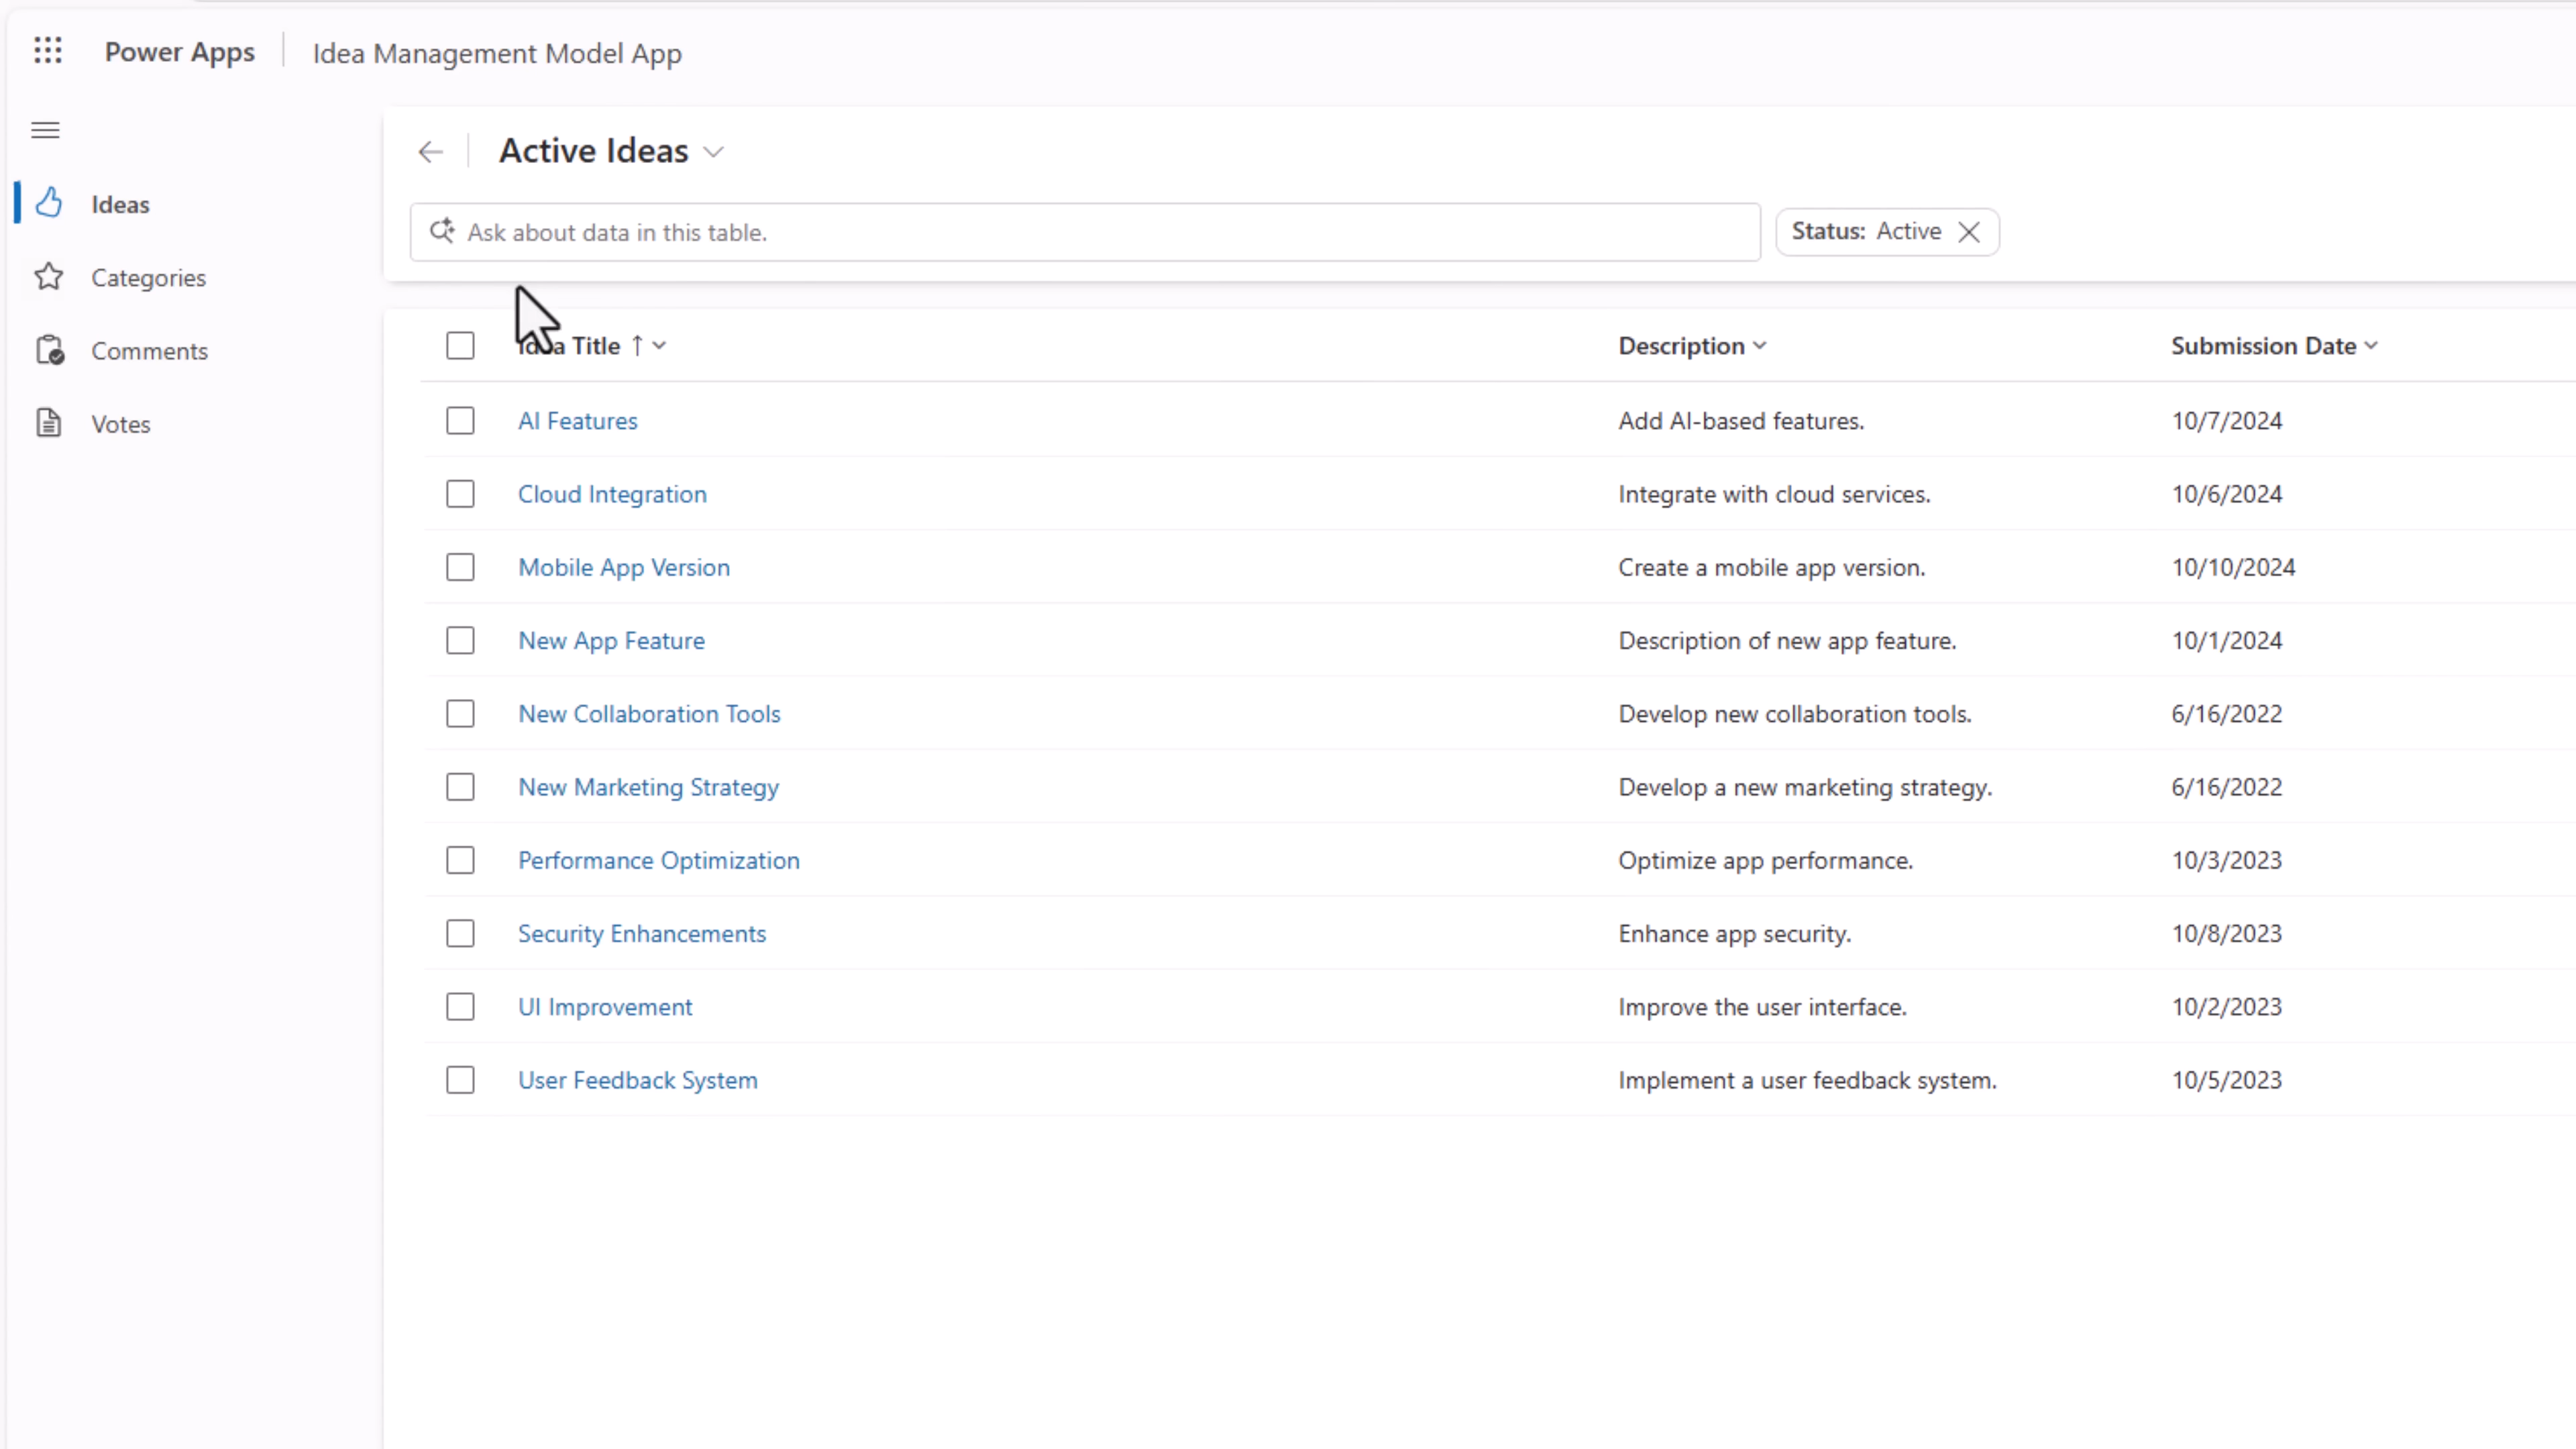 Power Apps Idea Management Model App
Active Ideas
Ask about data in this table. Status: Active
Ideas
Categories
Comments
Votes
Idea Title Description Submission Date
AI Features Add AI-based features. 10/7/2024
Cloud Integration Integrate with cloud services. 10/6/2024
Mobile App Version Create a mobile app version. 10/10/2024
New App Feature Description of new app feature. 10/1/2024
New Collaboration Tools Develop new collaboration tools. 6/16/2022
New Marketing Strategy Develop a new marketing strategy. 6/16/2022
Performance Optimization Optimize app performance. 10/3/2023
Security Enhancements Enhance app security. 10/8/2023
UI Improvement Improve the user interface. 10/2/2023
User Feedback System Implement a user feedback system. 10/5/2023